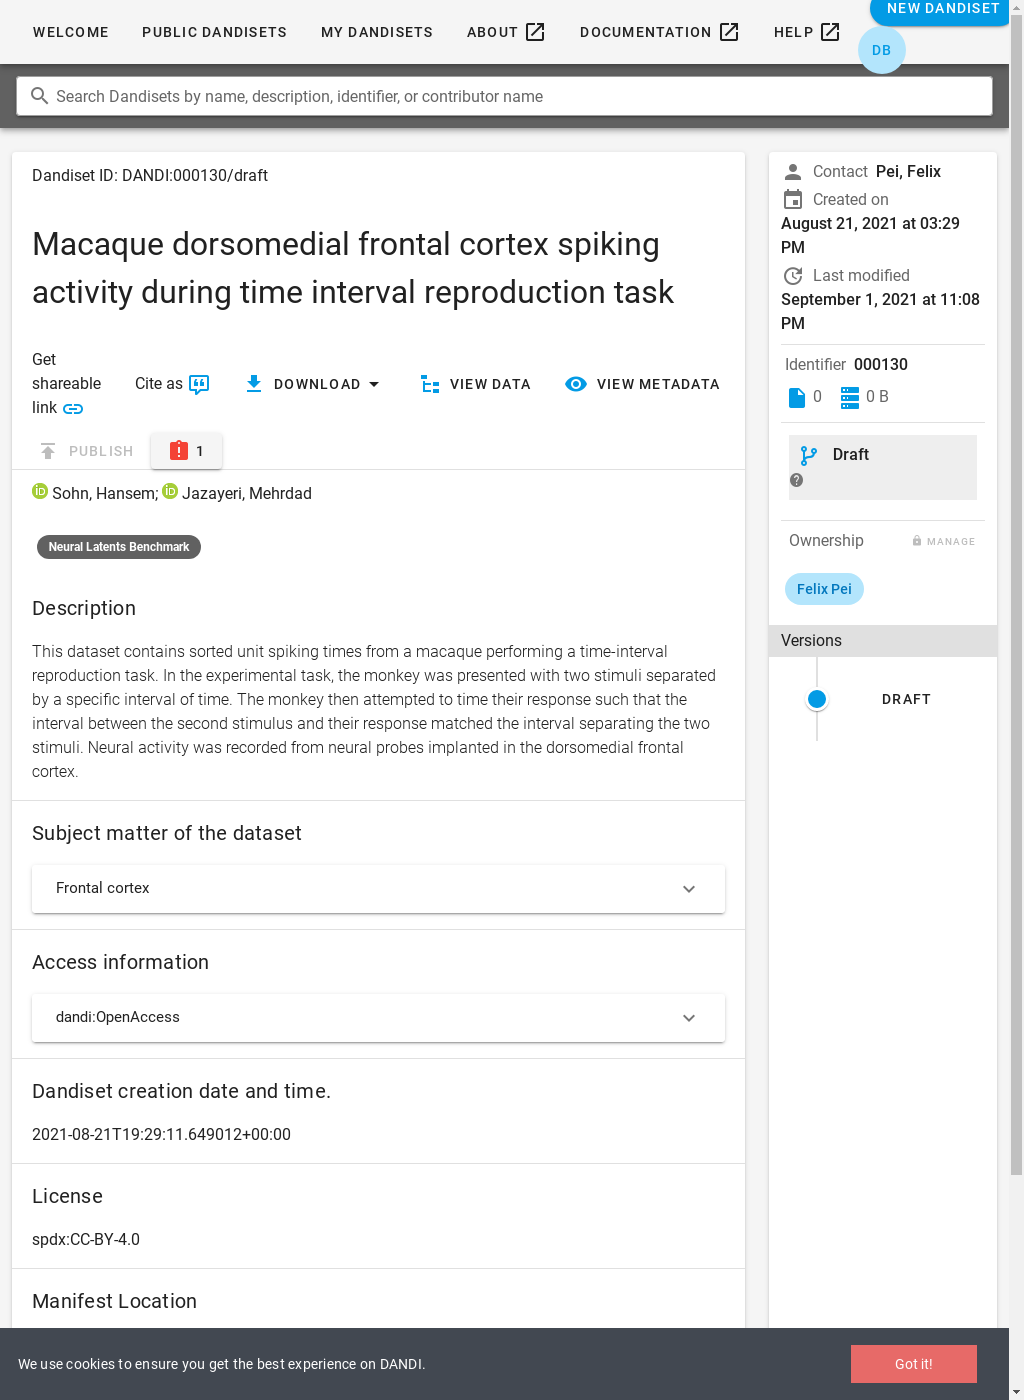 WELCOME PUBLIC DANDISETS MY DANDISETS ABOUT DOCUMENTATION HELP NEW DANDISET
DB
Search Dandisets by name, description, identifier, or contributor name
Dandiset ID: DANDI:000130/draft
Macaque dorsomedial frontal cortex spiking
activity during time interval reproduction task
Get
shareable
link
Cite as DOWNLOAD VIEW DATA VIEW METADATA
PUBLISH 1
Sohn, Hansem; Jazayeri, Mehrdad
Neural Latents Benchmark
Description
This dataset contains sorted unit spiking times from a macaque performing a time-interval
reproduction task. In the experimental task, the monkey was presented with two stimuli separated
by a specific interval of time. The monkey then attempted to time their response such that the
interval between the second stimulus and their response matched the interval separating the two
stimuli. Neural activity was recorded from neural probes implanted in the dorsomedial frontal
cortex.
Subject matter of the dataset
Frontal cortex
Access information
dandi:OpenAccess
Dandiset creation date and time.
2021-08-21T19:29:11.649012+00:00
License
spdx:CC-BY-4.0
Manifest Location
Contact Pei, Felix
Created on
August 21, 2021 at 03:29
PM
Last modified
September 1, 2021 at 11:08
PM
Identifier 000130
0 0 B
Draft
Ownership MANAGE
Felix Pei
Versions
DRAFT
We use cookies to ensure you get the best experience on DANDI.
Got it!